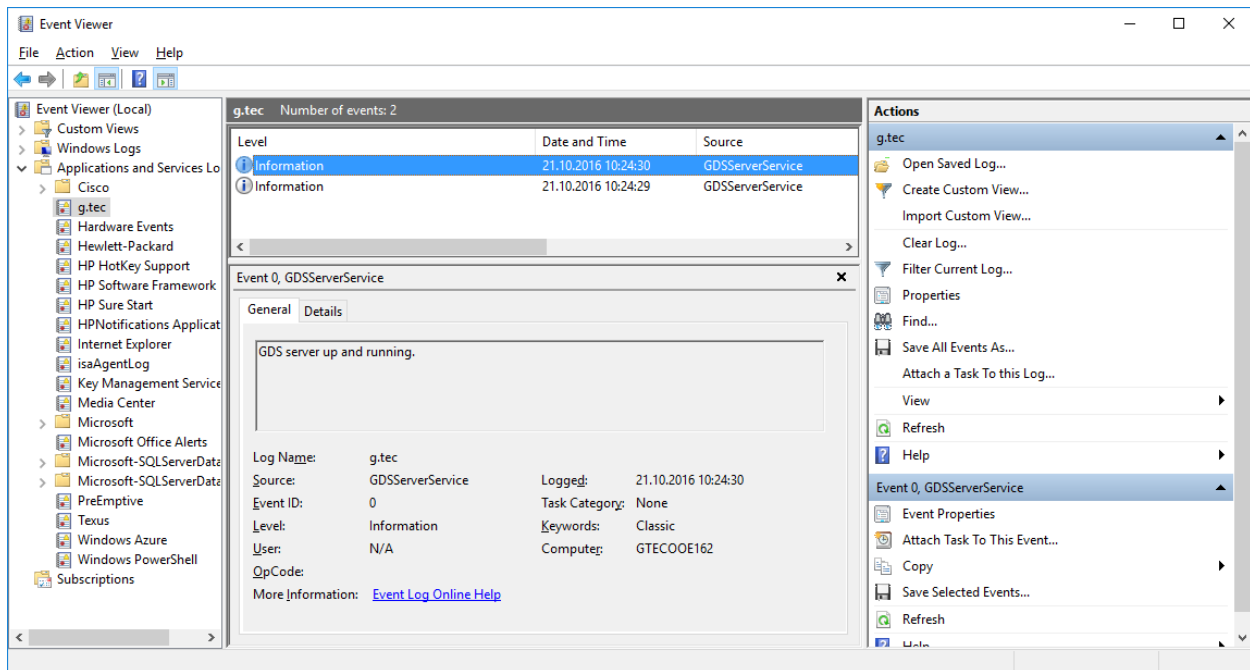 Event Viewer
File Action View Help
Event Viewer (Local)
Custom Views
Windows Logs
Applications and Services Lo
Cisco
g.tec
Hardware Events
Hewlett-Packard
HP HotKey Support
HP Software Framework
HP Sure Start
HPNotifications Applicat
Internet Explorer
isaAgentLog
Key Management Service
Media Center
Microsoft
Microsoft Office Alerts
Microsoft-SQLServerData
Microsoft-SQLServerData
PreEmptive
Texus
Windows Azure
Windows PowerShell
Subscriptions
g.tec Number of events: 2
Level Date and Time Source
Information 21.10.2016 10:24:30 GDSServerService
Information 21.10.2016 10:24:29 GDSServerService
Event 0, GDSServerService
General Details
GDS server up and running.
Log Name: g.tec
Source: GDSServerService Logged: 21.10.2016 10:24:30
Event ID: 0 Task Category: None
Level: Information Keywords: Classic
User: N/A Computer: GTECOOE162
OpCode:
More Information: Event Log Online Help
Actions
g.tec
Open Saved Log...
Create Custom View...
Import Custom View...
Clear Log...
Filter Current Log...
Properties
Find...
Save All Events As...
Attach a Task To this Log...
View
Refresh
Help
Event 0, GDSServerService
Event Properties
Attach Task To This Event...
Copy
Save Selected Events...
Refresh
Help